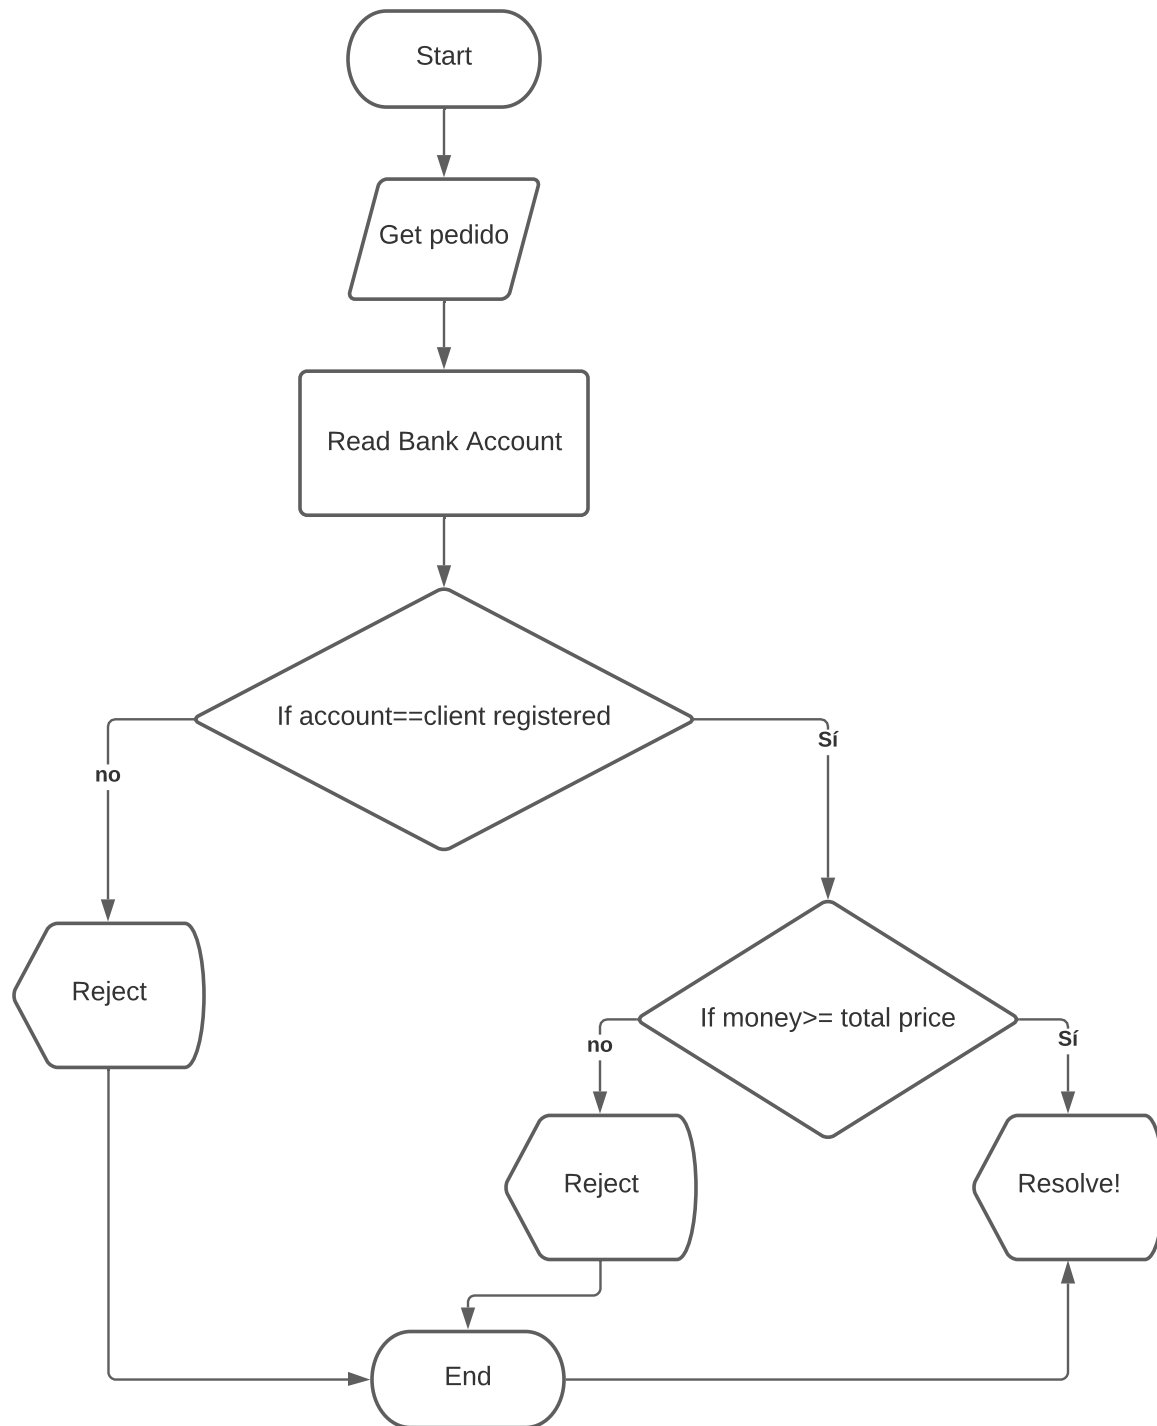 Start
Get pedido
Read Bank Account
If account==client registered
Sí
no
Reject
If money>= total price
no
Sí
Reject
Resolve!
End